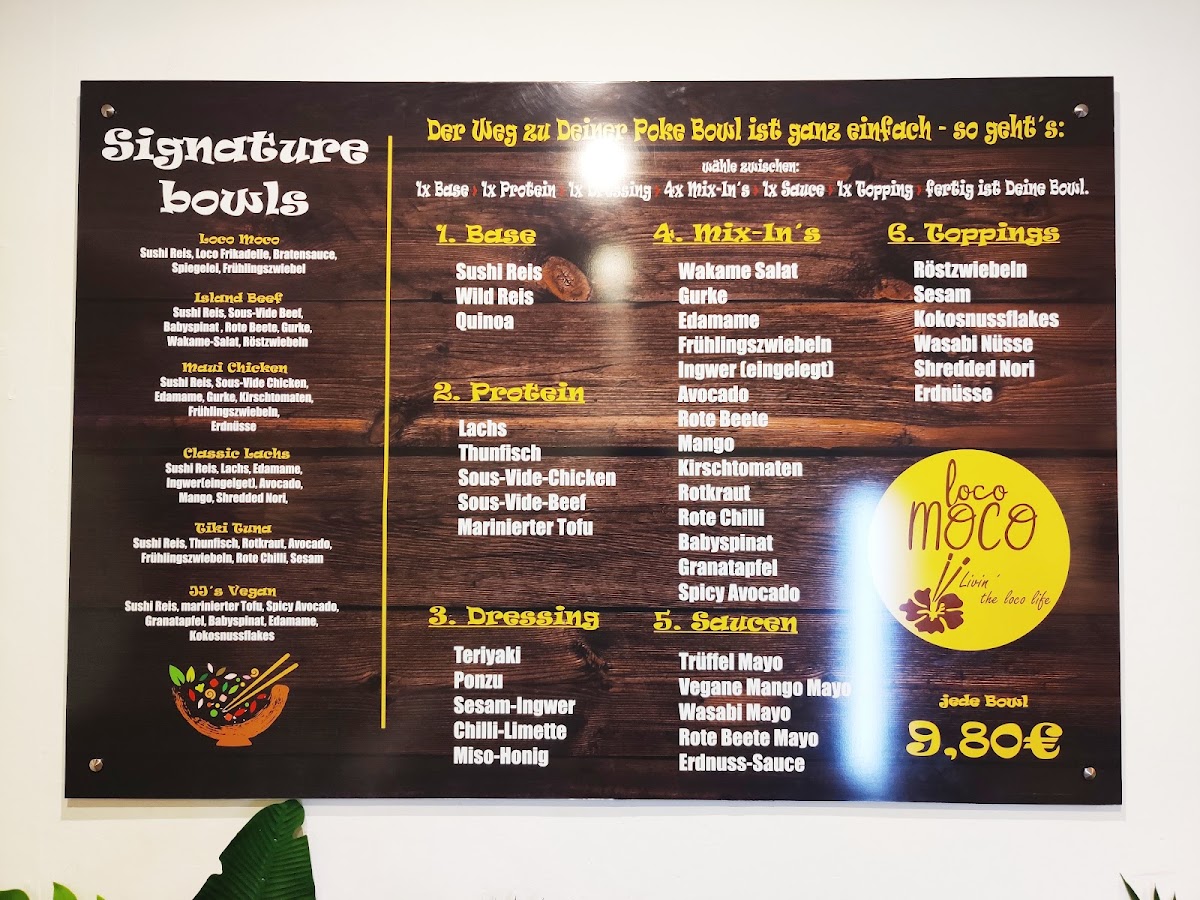 Signature
bowls
Loco Moco
Sushi Reis, Loco Frikadelle, Bratensauce,
Spiegelei, Frühlingszwiebel
Island Beef
Sushi Reis, Sous-Vide Beef,
Babyspinat , Rote Beete, Gurke,
Wakame-Salat, Röstzwiebeln
Maui Chicken
Sushi Reis, Sous-Vide Chicken,
Edamame, Gurke, Kirschtomaten,
Frühlingszwiebeln,
Erdnüsse
Classic Lachs
Sushi Reis, Lachs, Edamame,
Ingwer(eingelget), Avocado,
Mango, Shredded Nori,
Tiki Tuna
Sushi Reis, Thunfisch, Rotkraut, Avocado,
Frühlingszwiebeln, Rote Chilli, Sesam
JJ´s Vegan
Sushi Reis, marinierter Tofu, Spicy Avocado,
Granatapfel, Babyspinat, Edamame,
Kokosnussflakes
Der Weg zu Deiner Poke Bowl ist ganz einfach - so geht´s:
wähle zwischen:
1x Base › 1x Protein › 1x Dressing › 4x Mix-In´s › 1x Sauce › 1x Topping › fertig ist Deine Bowl.
1. Base
Sushi Reis
Wild Reis
Quinoa
2. Protein
Lachs
Thunfisch
Sous-Vide-Chicken
Sous-Vide-Beef
Marinierter Tofu
3. Dressing
Teriyaki
Ponzu
Sesam-Ingwer
Chilli-Limette
Miso-Honig
4. Mix-In´s
Wakame Salat
Gurke
Edamame
Frühlingszwiebeln
Ingwer (eingelegt)
Avocado
Rote Beete
Mango
Kirschtomaten
Rotkraut
Rote Chilli
Babyspinat
Granatapfel
Spicy Avocado
5. Saucen
Trüffel Mayo
Vegane Mango Mayo
Wasabi Mayo
Rote Beete Mayo
Erdnuss-Sauce
6. Toppings
Röstzwiebeln
Sesam
Kokosnussflakes
Wasabi Nüsse
Shredded Nori
Erdnüsse
loco
MOCO
Livin´
the loco life
jede Bowl
9,80€